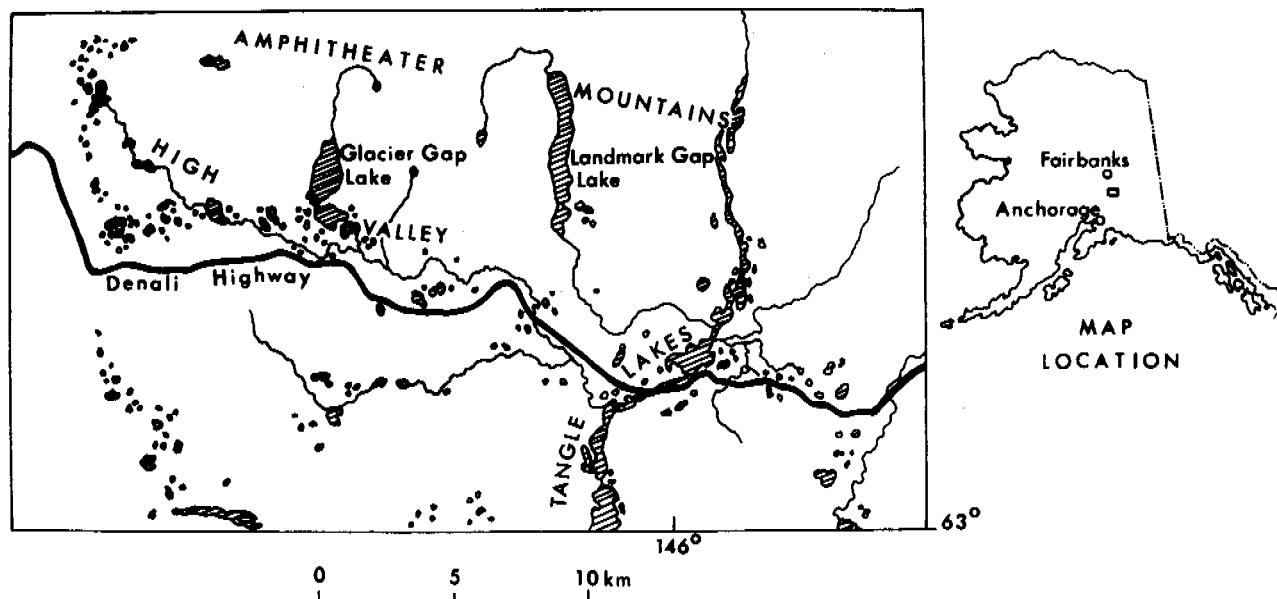 AMPHITHEATER
MOUNTAINS
HIGH
VALLEY
Glacier Gap
Lake
Landmark Gap
Lake
Denali Highway
TANGLE
LAKES
63°
146°
0 5 10 km
Fairbanks
Anchorage
MAP
LOCATION